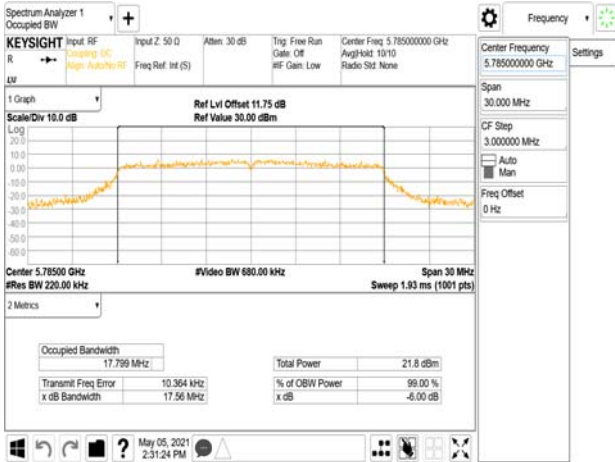 Spectrum Analyzer 1
Occupied BW
Frequency
KEYSIGHT
Input: RF
Coupling: DC
Align: Auto/No RF
Input Z: 50 Ω
Freq Ref: Int (S)
Atten: 30 dB
Trig: Free Run
Gate: Off
#IF Gain: Low
Center Freq: 5.785000000 GHz
Avg|Hold: 10/10
Radio Std: None
R
LV
Center Frequency
5.785000000 GHz
Settings
Span
30.000 MHz
CF Step
3.000000 MHz
Auto
Man
Freq Offset
0 Hz
1 Graph
Scale/Div 10.0 dB
Ref Lvl Offset 11.75 dB
Ref Value 30.00 dBm
Log
20.0
10.0
0.00
-10.0
-20.0
-30.0
-40.0
-50.0
-60.0
Center 5.78500 GHz
#Res BW 220.00 kHz
#Video BW 680.00 kHz
Span 30 MHz
Sweep 1.93 ms (1001 pts)
2 Metrics
Occupied Bandwidth
17.799 MHz
Total Power 21.8 dBm
Transmit Freq Error 10.364 kHz
% of OBW Power 99.00 %
x dB Bandwidth 17.56 MHz
x dB -6.00 dB
May 05, 2021
2:31:24 PM